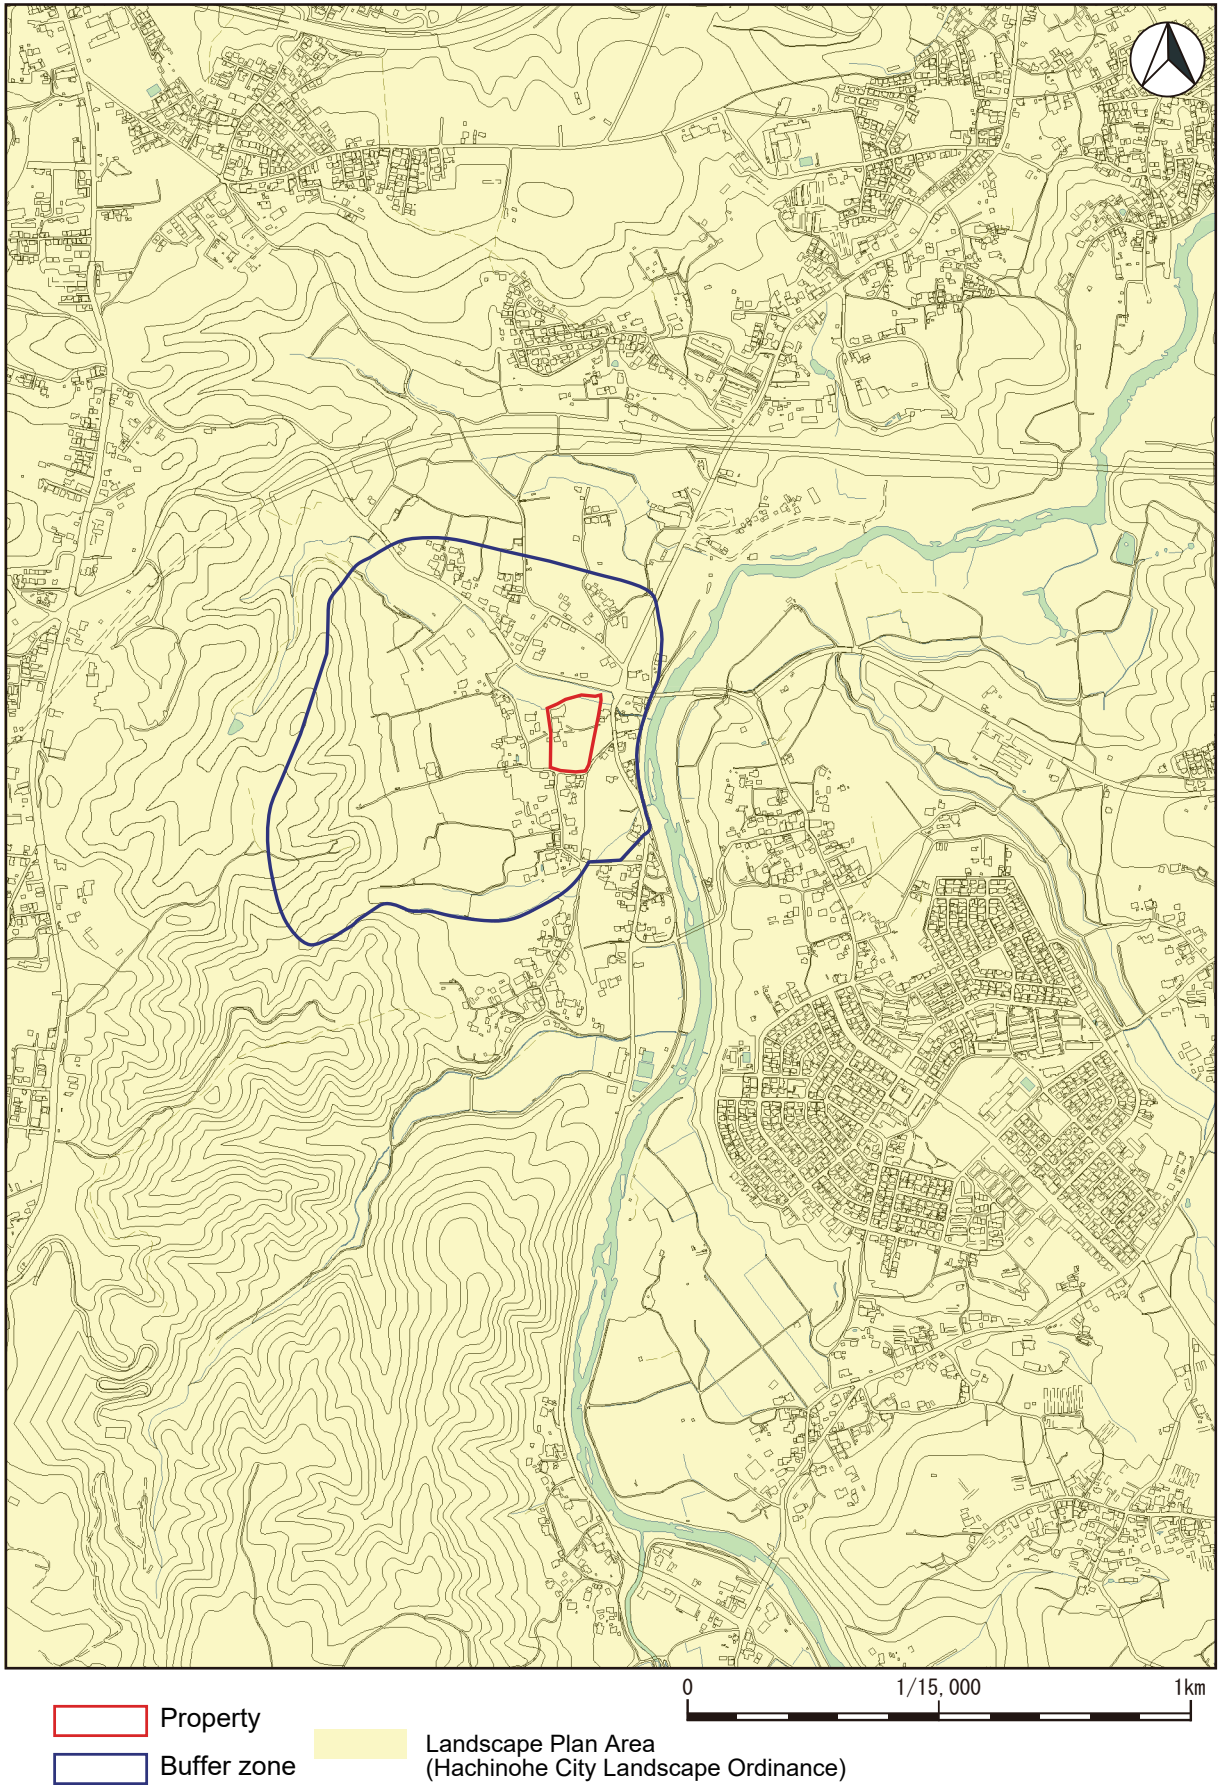 0 1/15,000 1km
Property
Buffer zone
Landscape Plan Area
(Hachinohe City Landscape Ordinance)